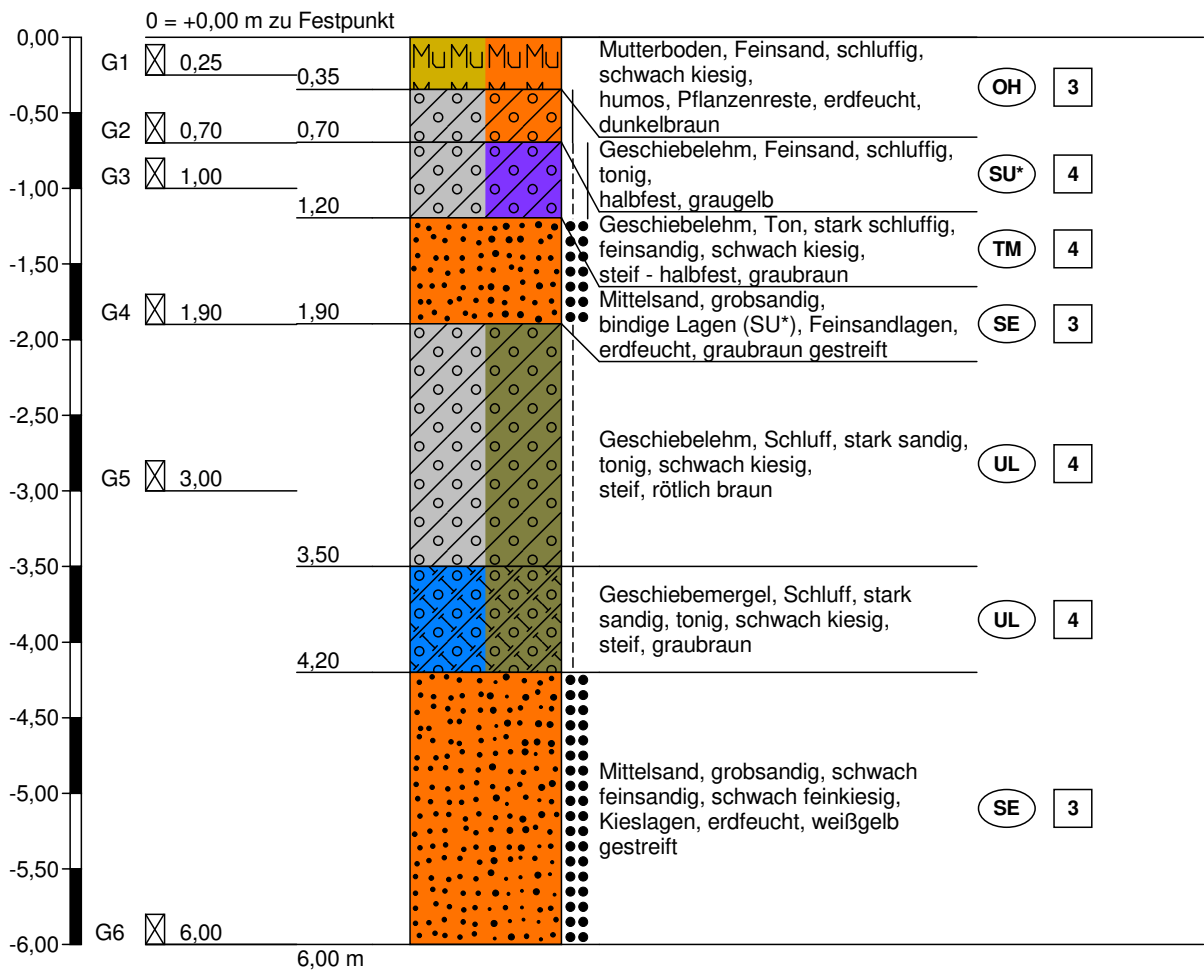 0 = +0,00 m zu Festpunkt
0,00
-0,50
-1,00
-1,50
-2,00
-2,50
-3,00
-3,50
-4,00
-4,50
-5,00
-5,50
-6,00
G1 0,25
G2 0,70
G3 1,00
G4 1,90
G5 3,00
G6 6,00
0,35
0,70
1,20
1,90
3,50
4,20
6,00 m
Mu Mu Mu Mu
Mutterboden, Feinsand, schluffig,
schwach kiesig,
humos, Pflanzenreste, erdfeucht,
dunkelbraun
OH 3
Geschiebelehm, Feinsand, schluffig,
tonig,
halbfest, graugelb
SU* 4
Geschiebelehm, Ton, stark schluffig,
feinsandig, schwach kiesig,
steif - halbfest, graubraun
TM 4
Mittelsand, grobsandig,
bindige Lagen (SU*), Feinsandlagen,
erdfeucht, graubraun gestreift
SE 3
Geschiebelehm, Schluff, stark sandig,
tonig, schwach kiesig,
steif, rötlich braun
UL 4
Geschiebemergel, Schluff, stark
sandig, tonig, schwach kiesig,
steif, graubraun
UL 4
Mittelsand, grobsandig, schwach
feinsandig, schwach feinkiesig,
Kieslagen, erdfeucht, weißgelb
gestreift
SE 3